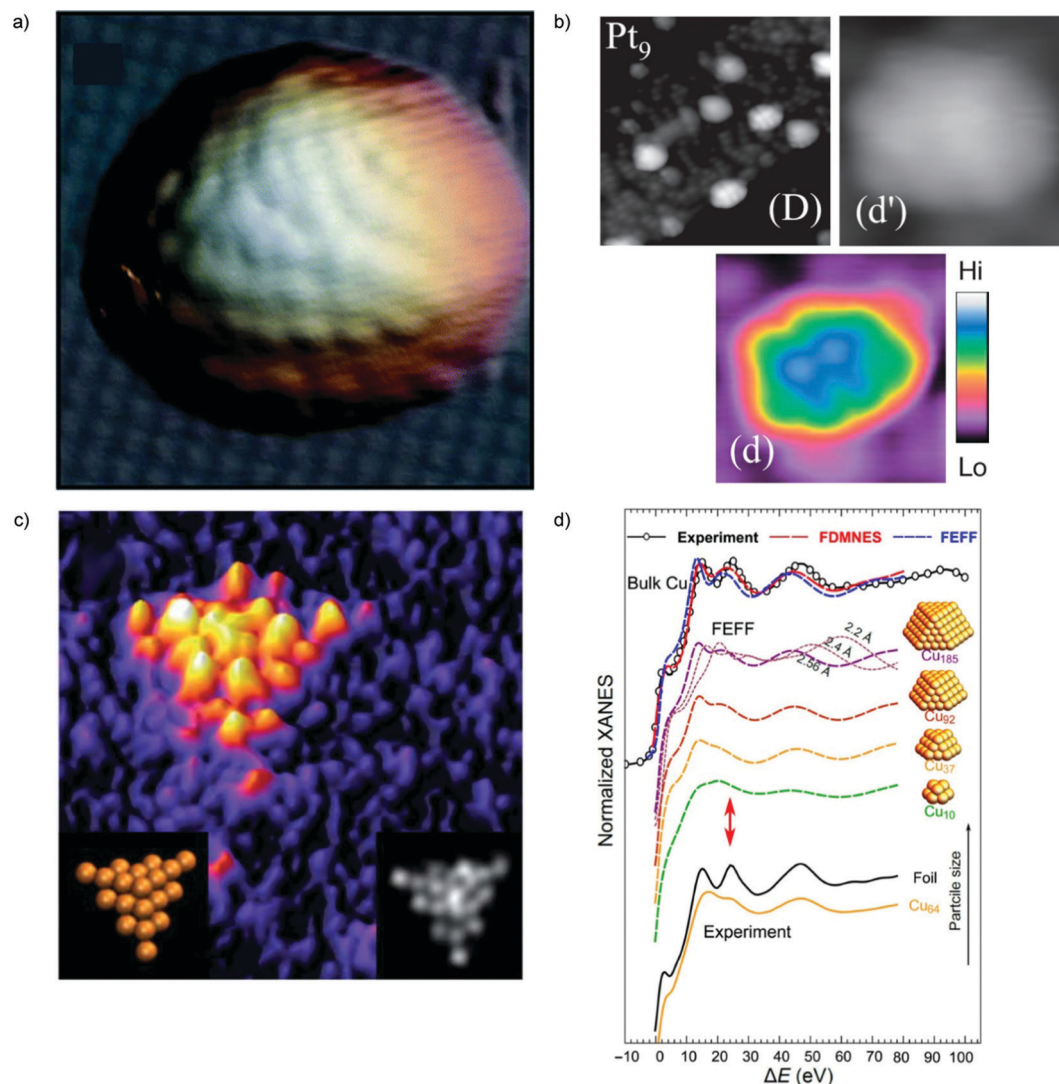 a)
b)
Pt9
(D)
(d')
Hi
(d)
Lo
c)
d)
Experiment FDMNES FEFF
Bulk Cu
FEFF
2.2 Å
2.4 Å
2.56 Å
Cu185
Cu92
Cu37
Cu10
Foil
Cu64
Experiment
Normalized XANES
Partcile size
−10 0 10 20 30 40 50 60 70 80 90 100
ΔE (eV)